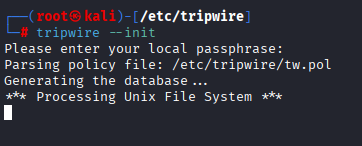 ┌──(root㉿kali)-[/etc/tripwire]
└─# tripwire --init
Please enter your local passphrase:
Parsing policy file: /etc/tripwire/tw.pol
Generating the database...
*** Processing Unix File System ***